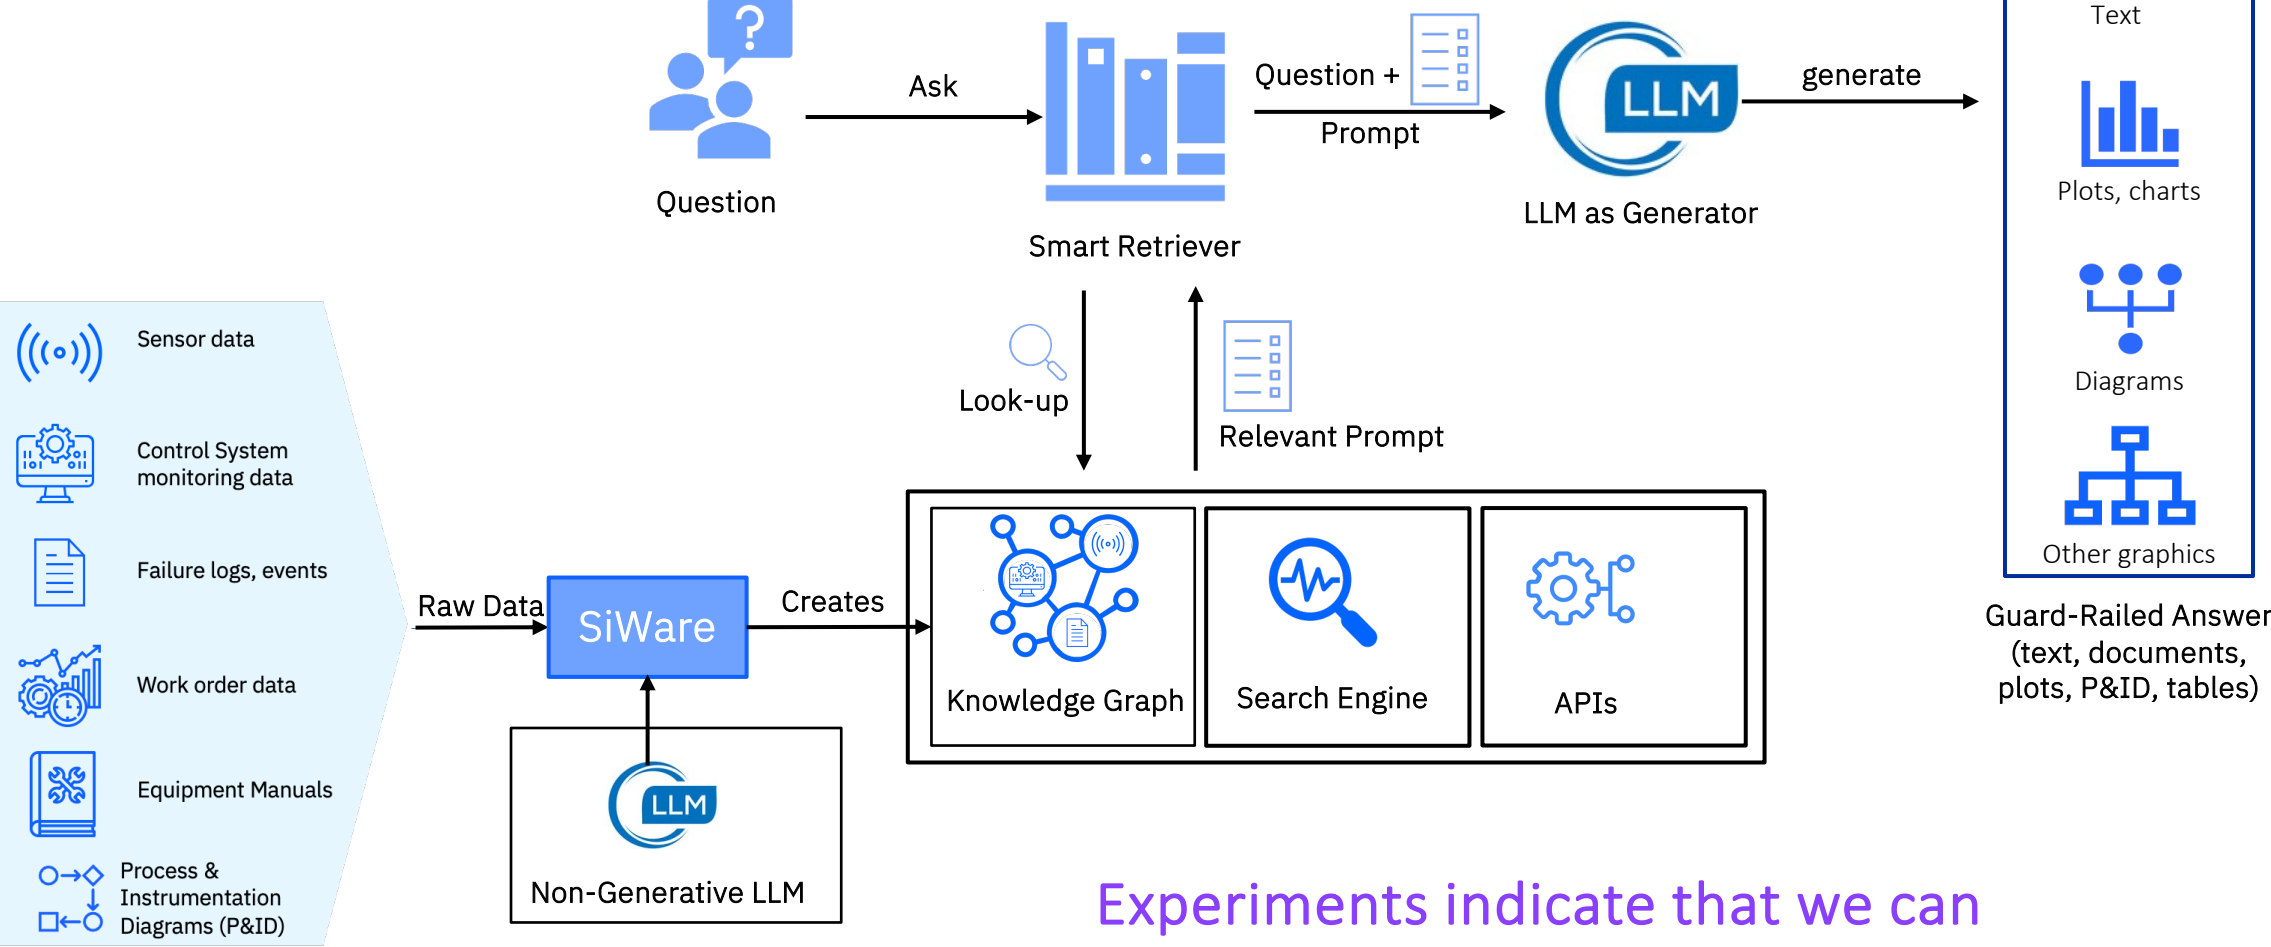 ?
Question
Ask
Smart Retriever
Question +
Prompt
LLM
LLM as Generator
generate
Text
Plots, charts
Diagrams
Other graphics
Guard-Railed Answer
(text, documents,
plots, P&ID, tables)
Look-up
Relevant Prompt
Sensor data
Control System
monitoring data
Failure logs, events
Work order data
Equipment Manuals
Process &
Instrumentation
Diagrams (P&ID)
Raw Data
SiWare
Creates
LLM
Non-Generative LLM
Knowledge Graph
Search Engine
APIs
Experiments indicate that we can